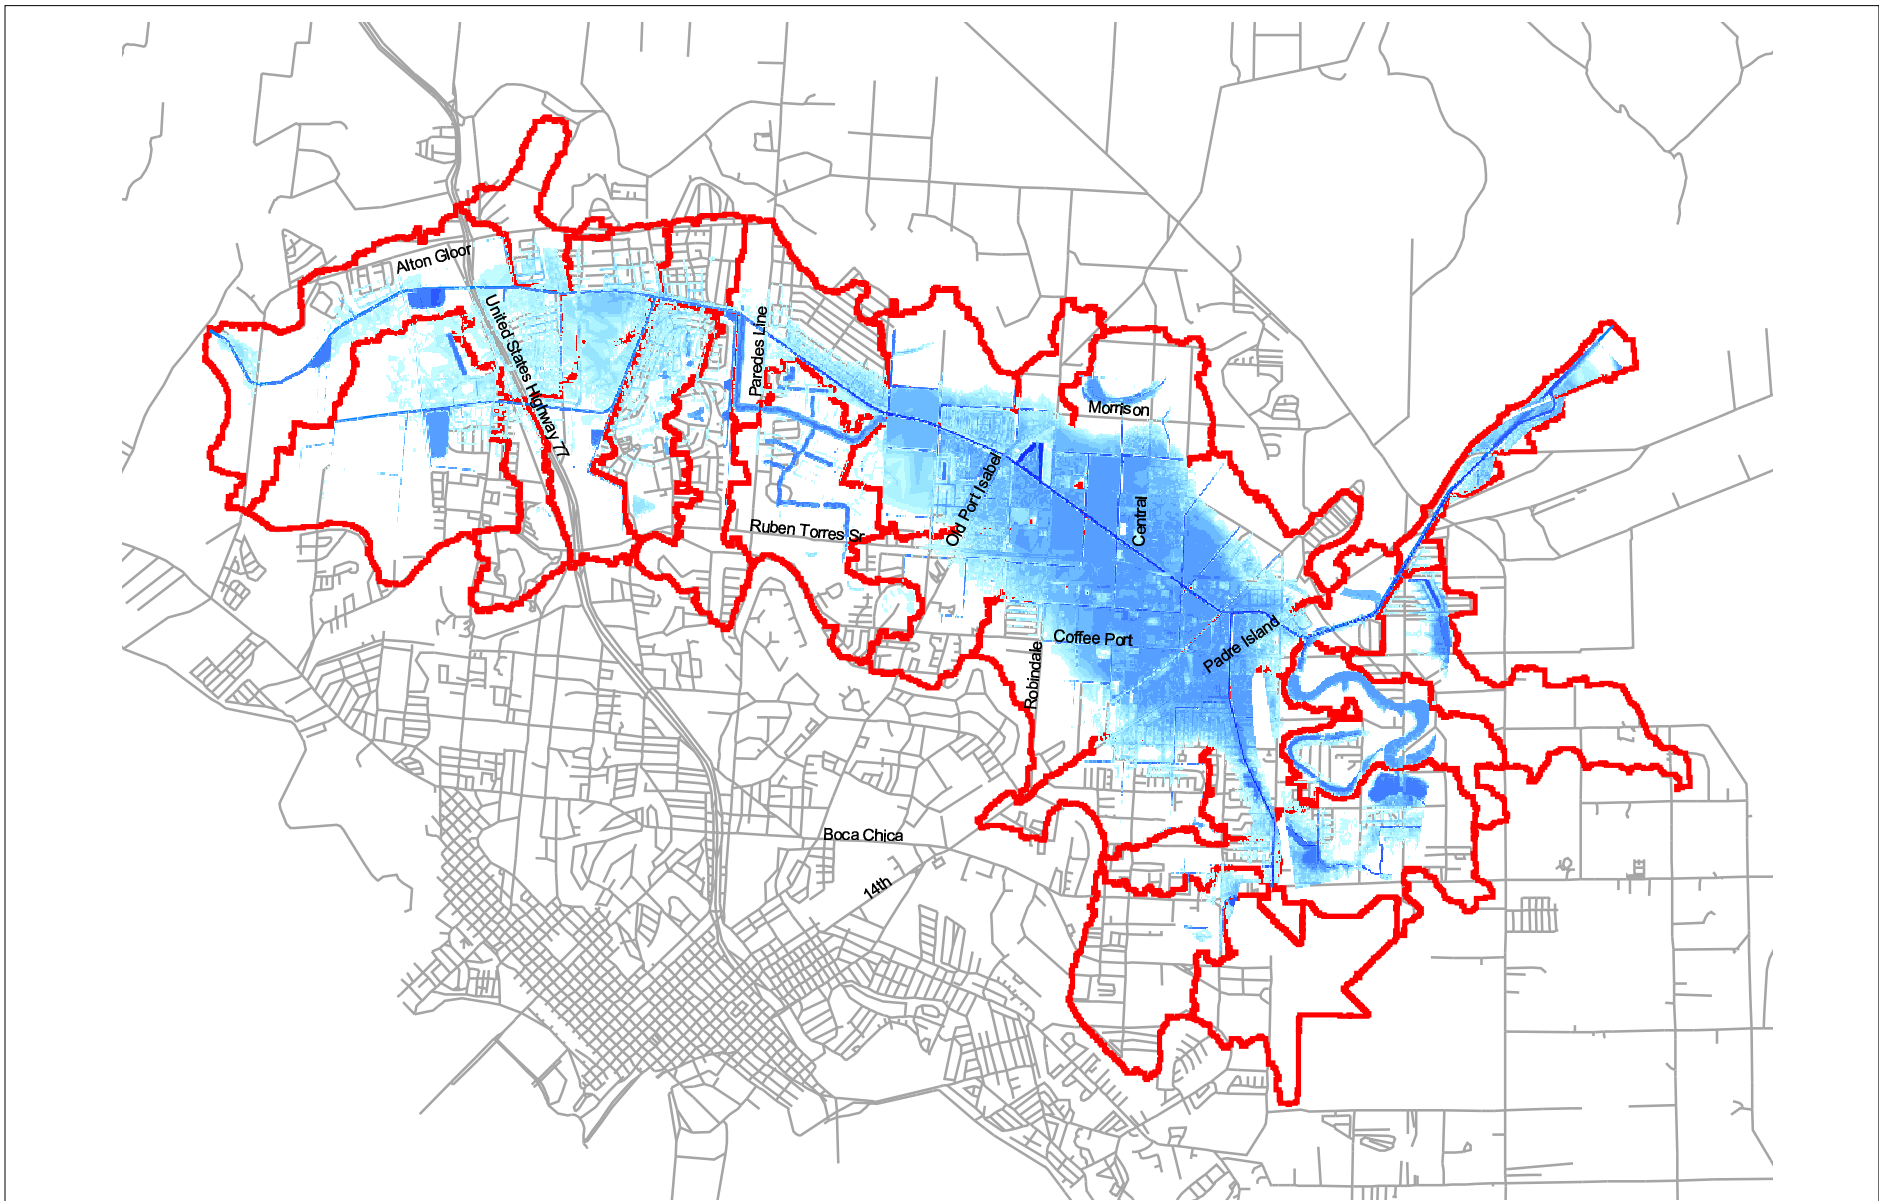 Alton Gloor
United States Highway 77
Paredes Line
Morrison
Old Port Isabel
Central
Ruben Torres Sr
Coffee Port
Padre Island
Robindale
Boca Chica
14th